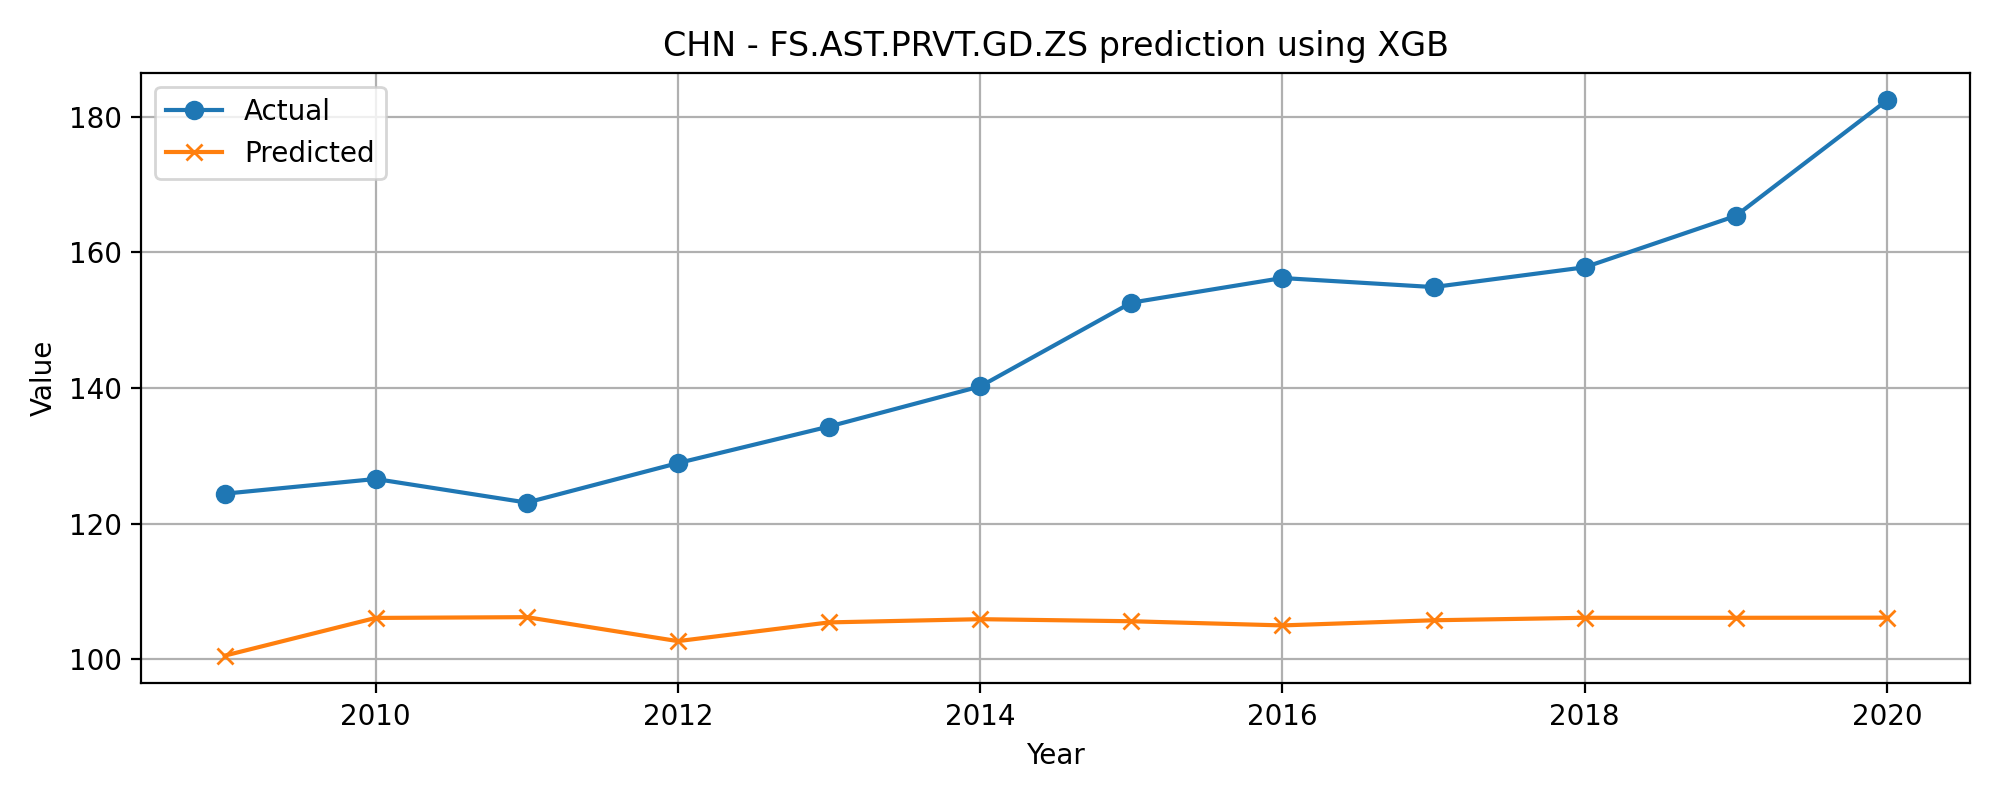 CHN - FS.AST.PRVT.GD.ZS prediction using XGB
Actual
Predicted
180
160
140
120
100
Value
2010 2012 2014 2016 2018 2020
Year